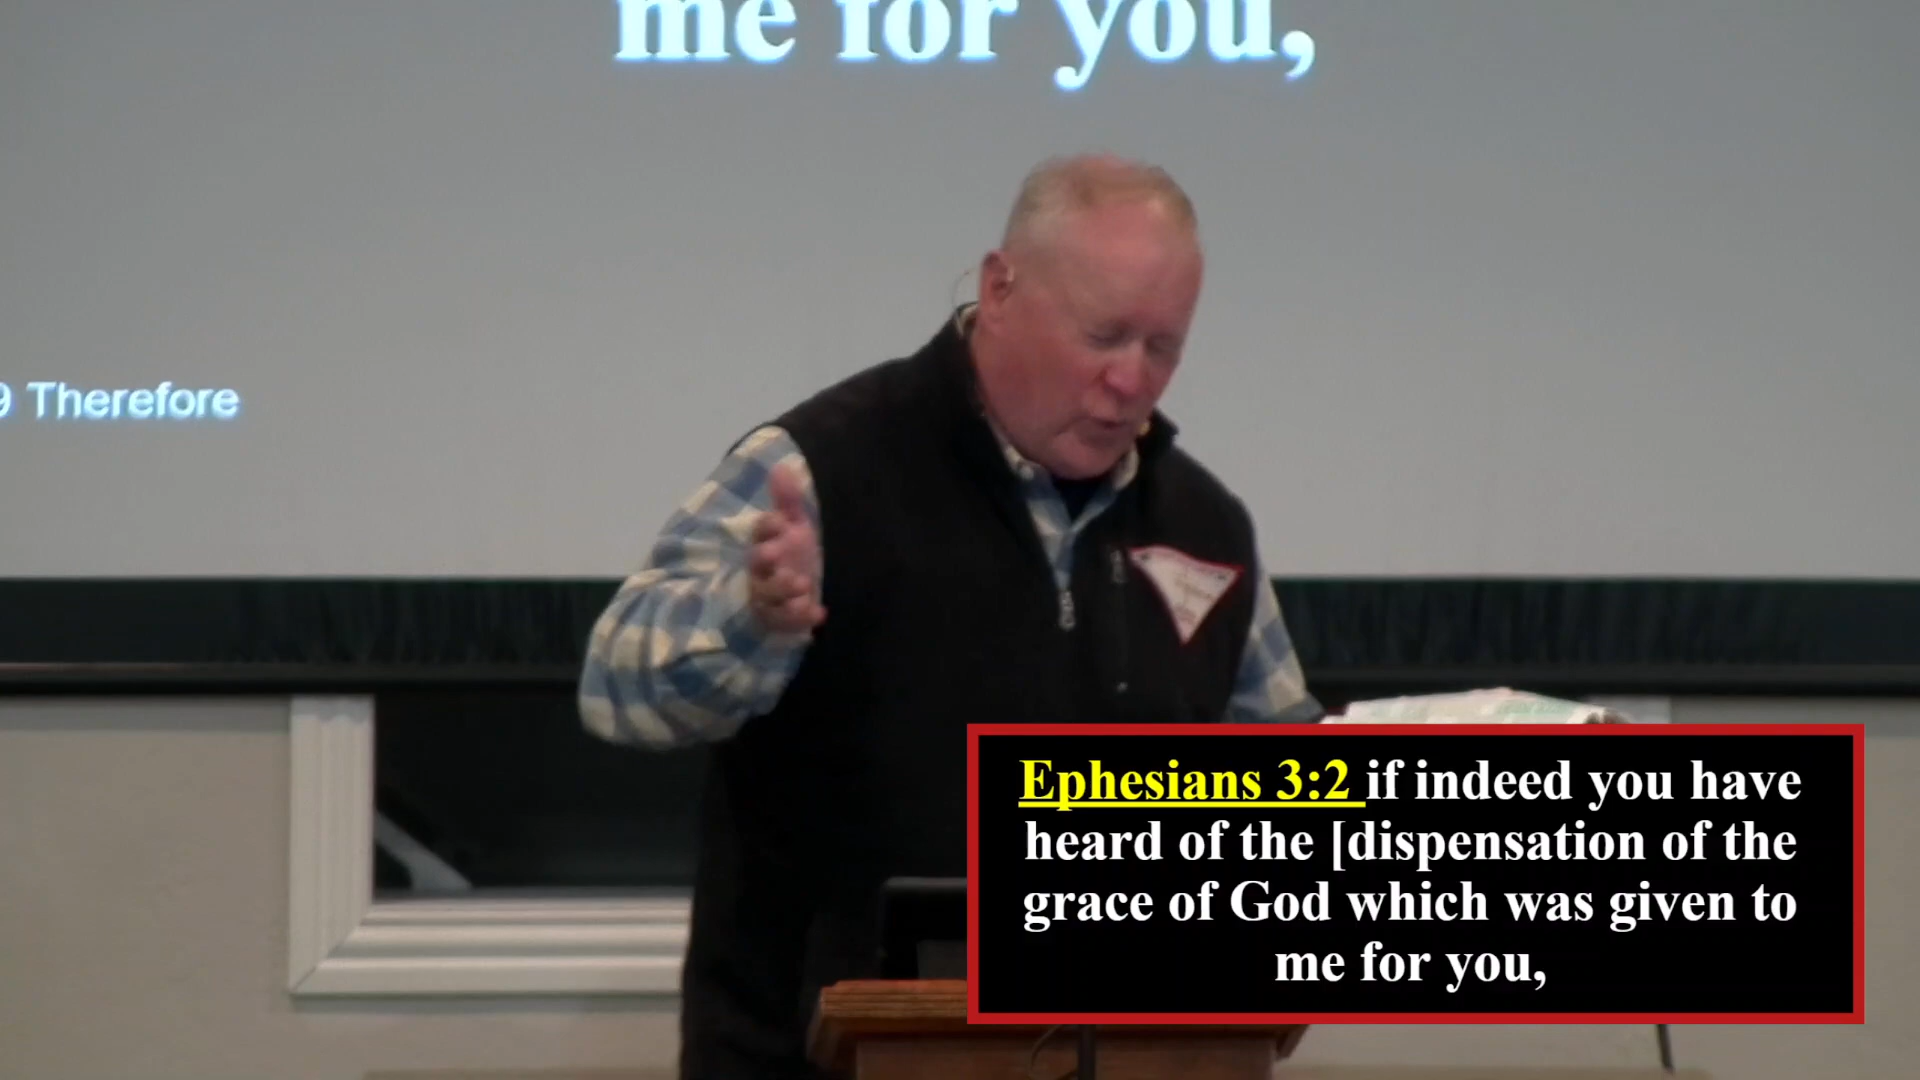 me for you,
9 Therefore
Ephesians 3:2 if indeed you have
heard of the [dispensation of the
grace of God which was given to
me for you,